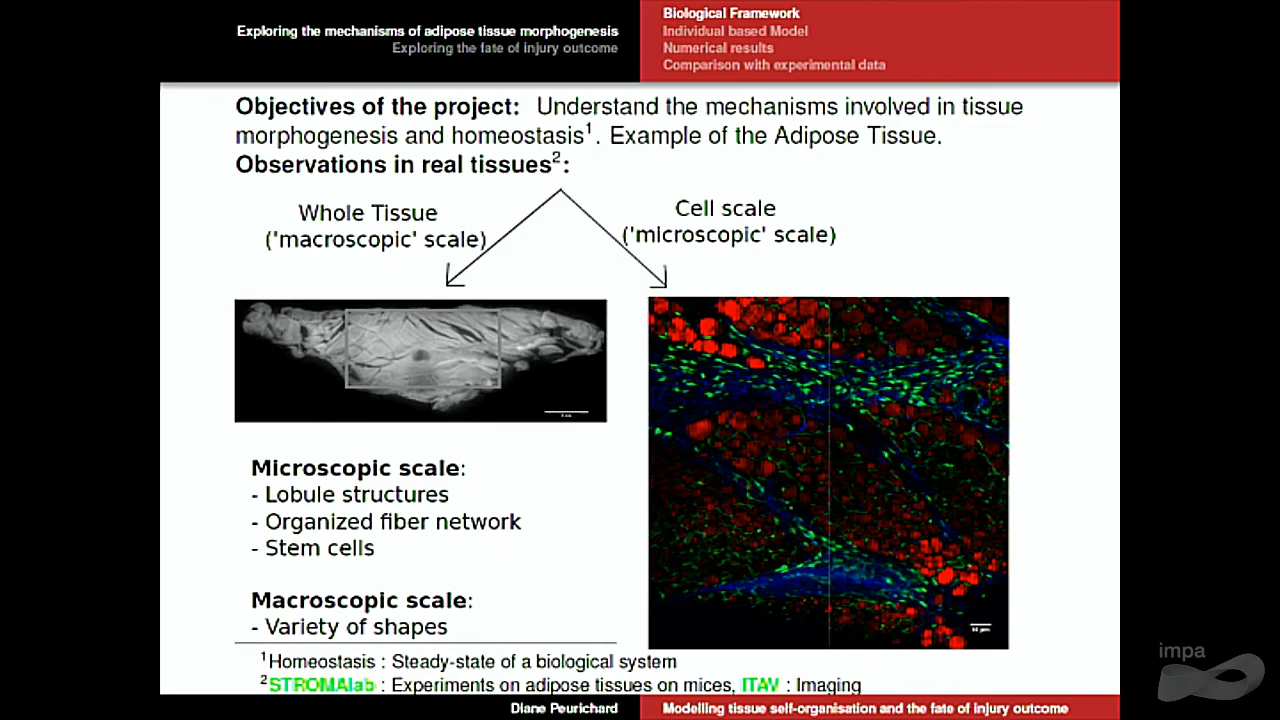 Exploring the mechanisms of adipose tissue morphogenesis
Exploring the fate of injury outcome
Biological Framework
Individual based Model
Numerical results
Comparison with experimental data
Objectives of the project: Understand the mechanisms involved in tissue
morphogenesis and homeostasis¹. Example of the Adipose Tissue.
Observations in real tissues²:
Whole Tissue
('macroscopic' scale)
Cell scale
('microscopic' scale)
Microscopic scale:
- Lobule structures
- Organized fiber network
- Stem cells
Macroscopic scale:
- Variety of shapes
¹Homeostasis : Steady-state of a biological system
²STROMAlab : Experiments on adipose tissues on mices, ITAV : Imaging
Diane Peurichard
Modelling tissue self-organisation and the fate of injury outcome
impa